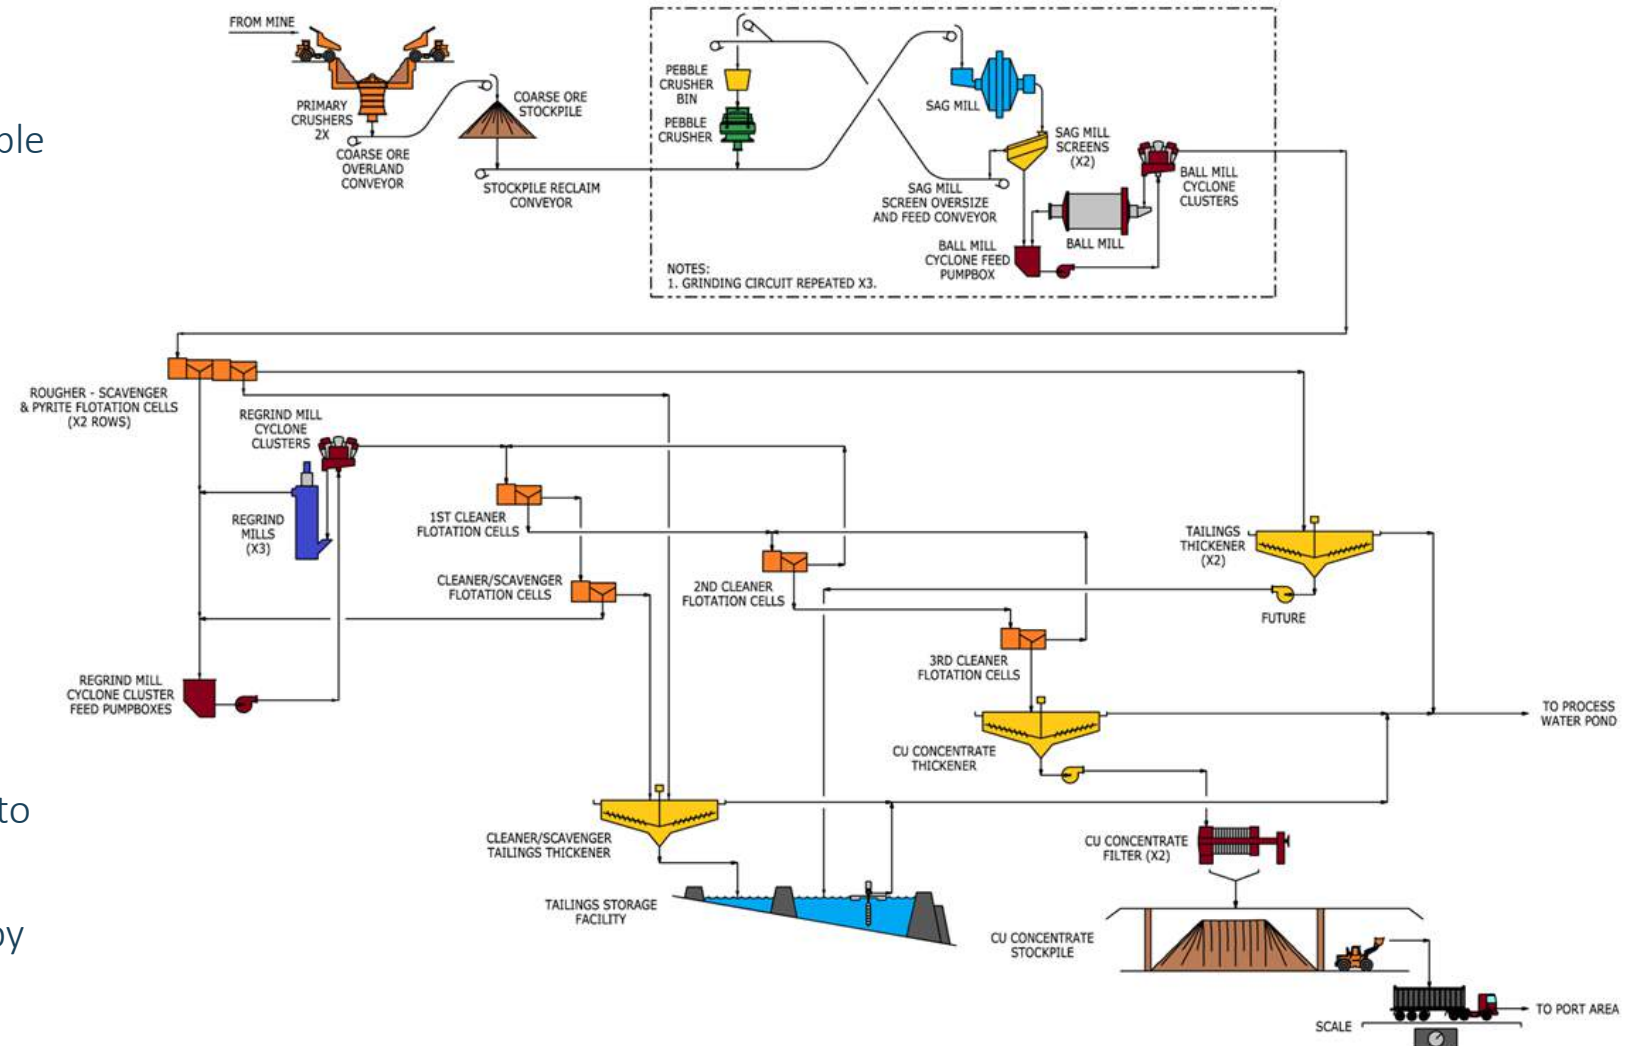 FROM MINE
PRIMARY
CRUSHERS
2X
COARSE ORE
OVERLAND
CONVEYOR
COARSE ORE
STOCKPILE
STOCKPILE RECLAIM
CONVEYOR
PEBBLE
CRUSHER
BIN
PEBBLE
CRUSHER
SAG MILL
SAG MILL
SCREENS
(X2)
SAG MILL
SCREEN OVERSIZE
AND FEED CONVEYOR
BALL MILL
CYCLONE
CLUSTERS
BALL MILL
BALL MILL
CYCLONE FEED
PUMPBOX
NOTES:
1. GRINDING CIRCUIT REPEATED X3.
ROUGHER - SCAVENGER
& PYRITE FLOTATION CELLS
(X2 ROWS)
REGRIND MILL
CYCLONE
CLUSTERS
REGRIND
MILLS
(X3)
1ST CLEANER
FLOTATION CELLS
CLEANER/SCAVENGER
FLOTATION CELLS
2ND CLEANER
FLOTATION CELLS
3RD CLEANER
FLOTATION CELLS
TAILINGS
THICKENER
(X2)
FUTURE
REGRIND MILL
CYCLONE CLUSTER
FEED PUMPBOXES
TO PROCESS
WATER POND
CU CONCENTRATE
THICKENER
CLEANER/SCAVENGER
TAILINGS THICKENER
CU CONCENTRATE
FILTER (X2)
TAILINGS STORAGE
FACILITY
CU CONCENTRATE
STOCKPILE
TO PORT AREA
SCALE
to
by